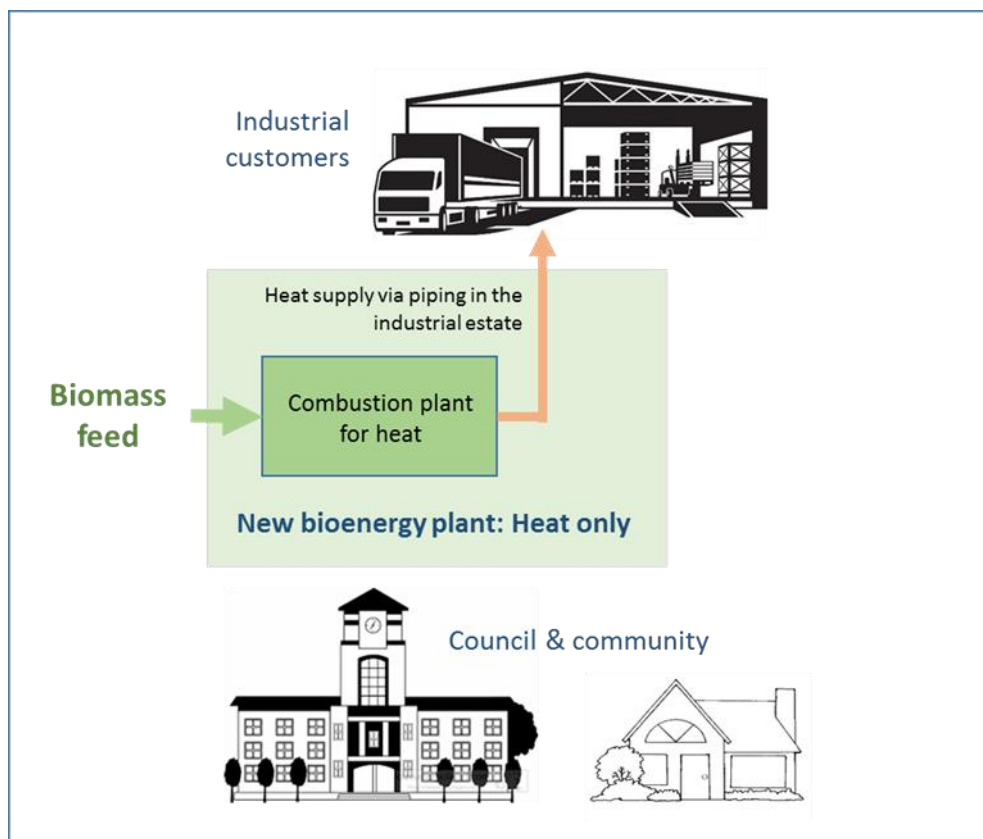 Industrial
customers
Heat supply via piping in the
industrial estate
Biomass
feed
Combustion plant
for heat
New bioenergy plant: Heat only
Council & community